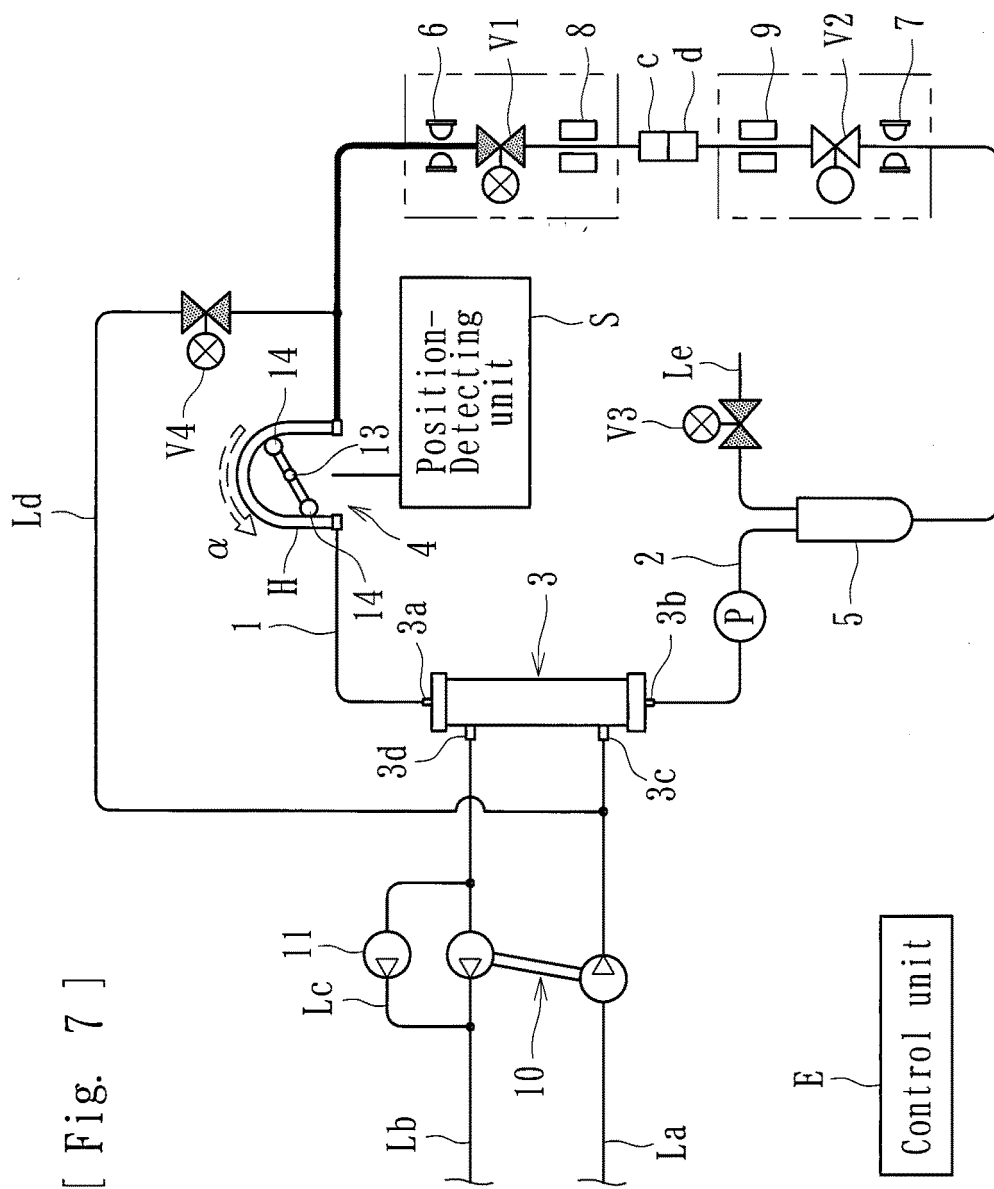 [ Fig. 7 ]
Ld
V4
14
α
H
14
13
4
1
3a
3
3d
3b
3c
6
V1
8
c
d
9
V2
7
Position-
Detecting
unit
S
Le
V3
2
P
5
11
Lc
10
Lb
La
E
Control unit